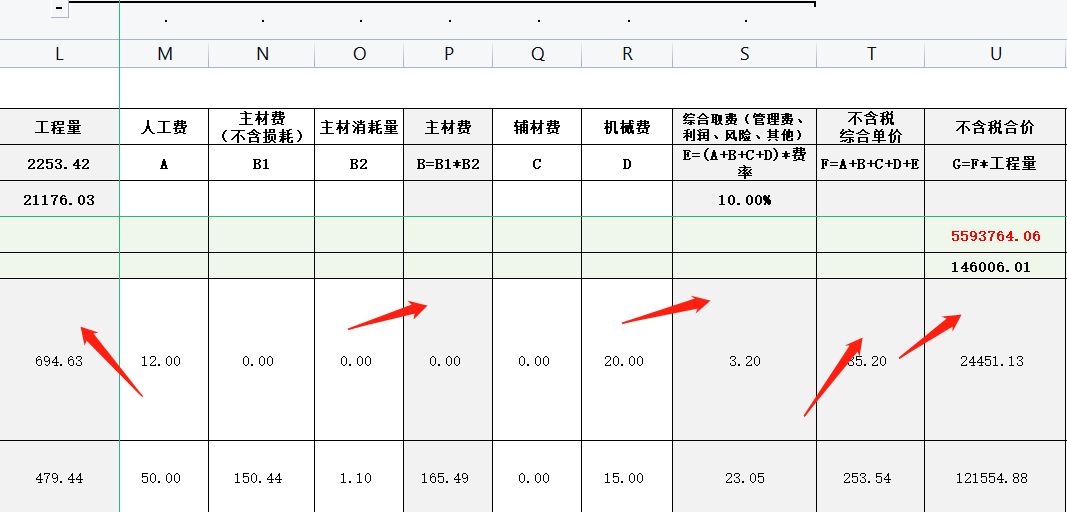 L M N O P Q R S T U
工程量 人工费 主材费
（不含损耗） 主材消耗量 主材费 辅材费 机械费 综合取费（管理费、
利润、风险、其他） 不含税
综合单价 不含税合价
2253.42 A B1 B2 B=B1*B2 C D E=(A+B+C+D)*费
率 F=A+B+C+D+E G=F*工程量
21176.03 10.00%
5593764.06
146006.01
694.63 12.00 0.00 0.00 0.00 0.00 20.00 3.20 35.20 24451.13
479.44 50.00 150.44 1.10 165.49 0.00 15.00 23.05 253.54 121554.88